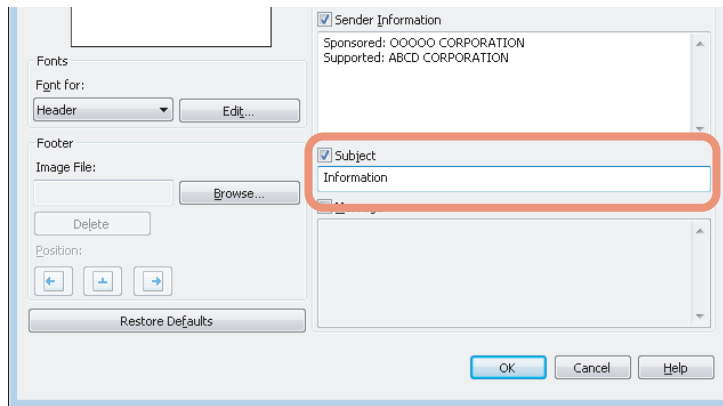 Sender Information
Sponsored: OOOOO CORPORATION
Supported: ABCD CORPORATION
Fonts
Font for:
Header
Edit...
Footer
Image File:
Browse...
Delete
Position:
Restore Defaults
Subject
Information
OK
Cancel
Help